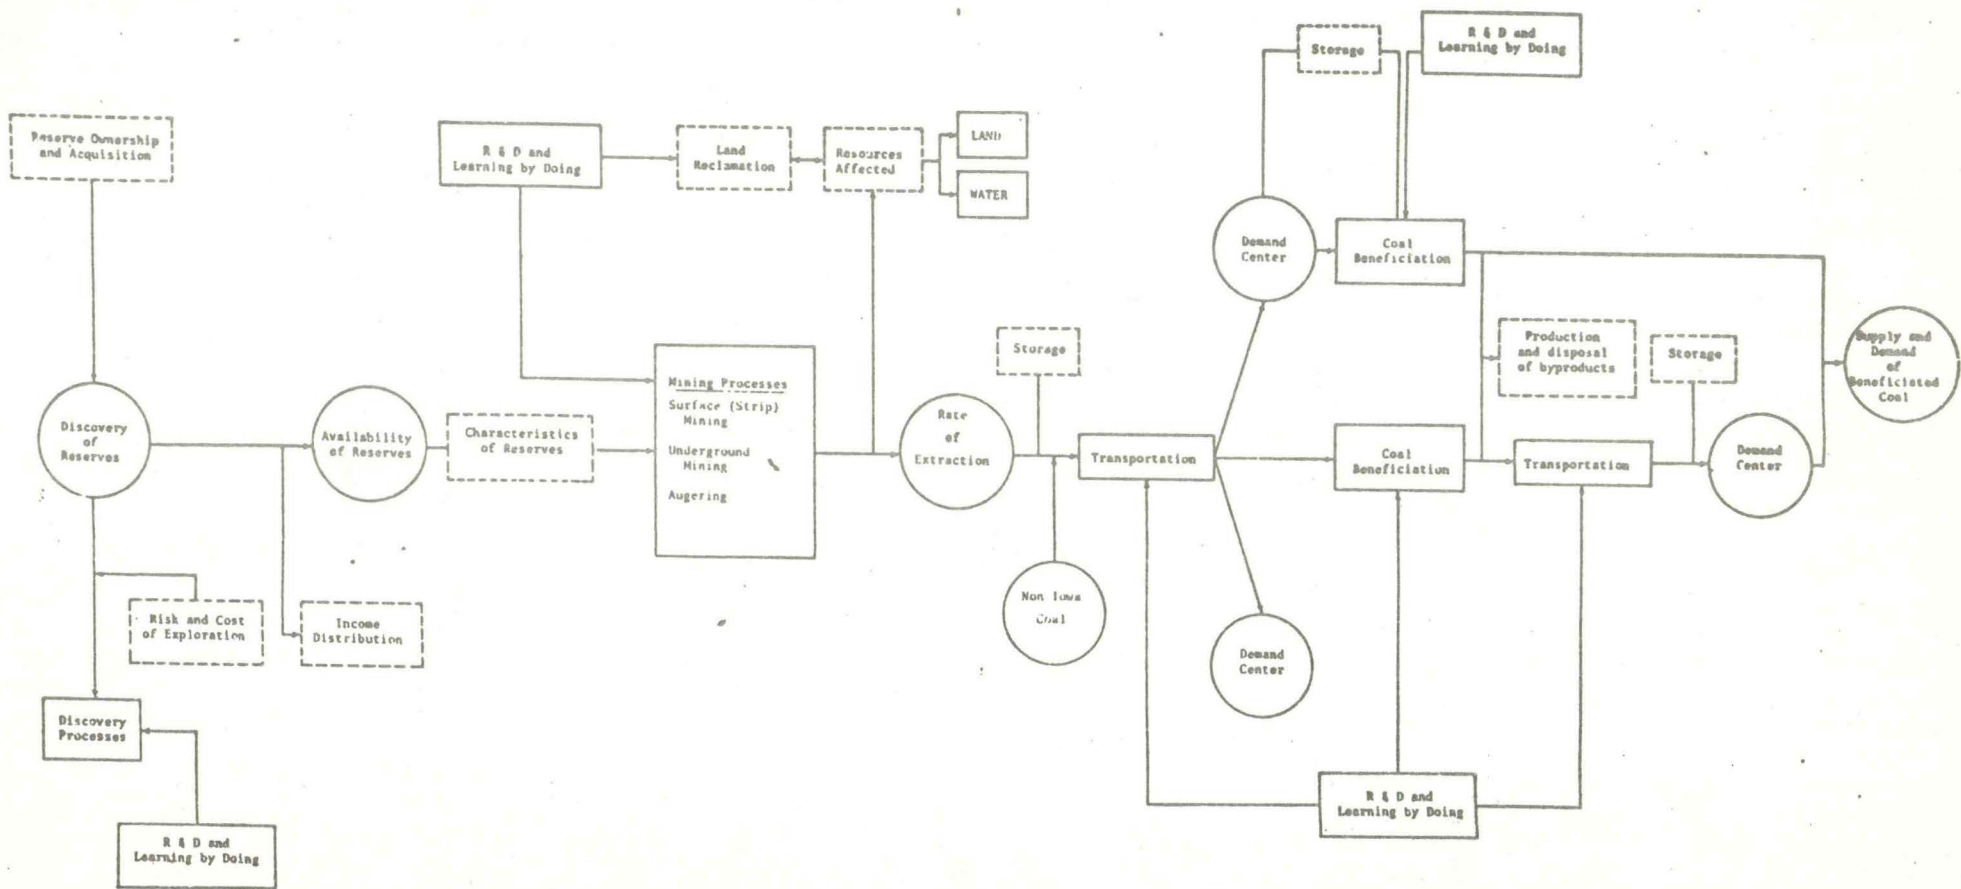 Reserve Ownership
and Acquisition
Discovery
of
Reserves
Risk and Cost
of Exploration
Discovery
Processes
R & D and
Learning by Doing
Income
Distribution
Availability
of Reserves
Characteristics
of Reserves
R & D and
Learning by Doing
Land
Reclamation
Resources
Affected
LAND
WATER
Mining Processes
Surface (Strip)
Mining
Underground
Mining
Augering
Rate
of
Extraction
Storage
Non Iowa
Coal
Transportation
Demand
Center
Storage
R & D and
Learning by Doing
Coal
Beneficiation
Production
and disposal
of byproducts
Coal
Beneficiation
Transportation
Storage
Demand
Center
Supply and
Demand
of
Beneficiated
Coal
Demand
Center
R & D and
Learning by Doing